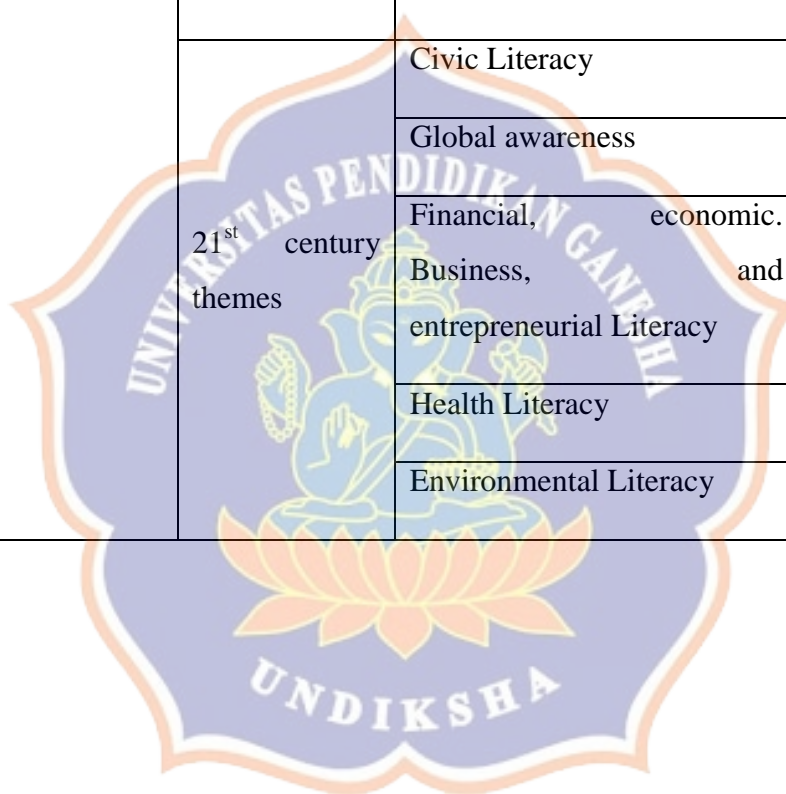 Civic Literacy
Global awareness
UNIVERSITAS PENDIDIKAN GANESHA
21st century
themes
Financial, economic.
Business, and
entrepreneurial Literacy
Health Literacy
Environmental Literacy
UNDIKSHA